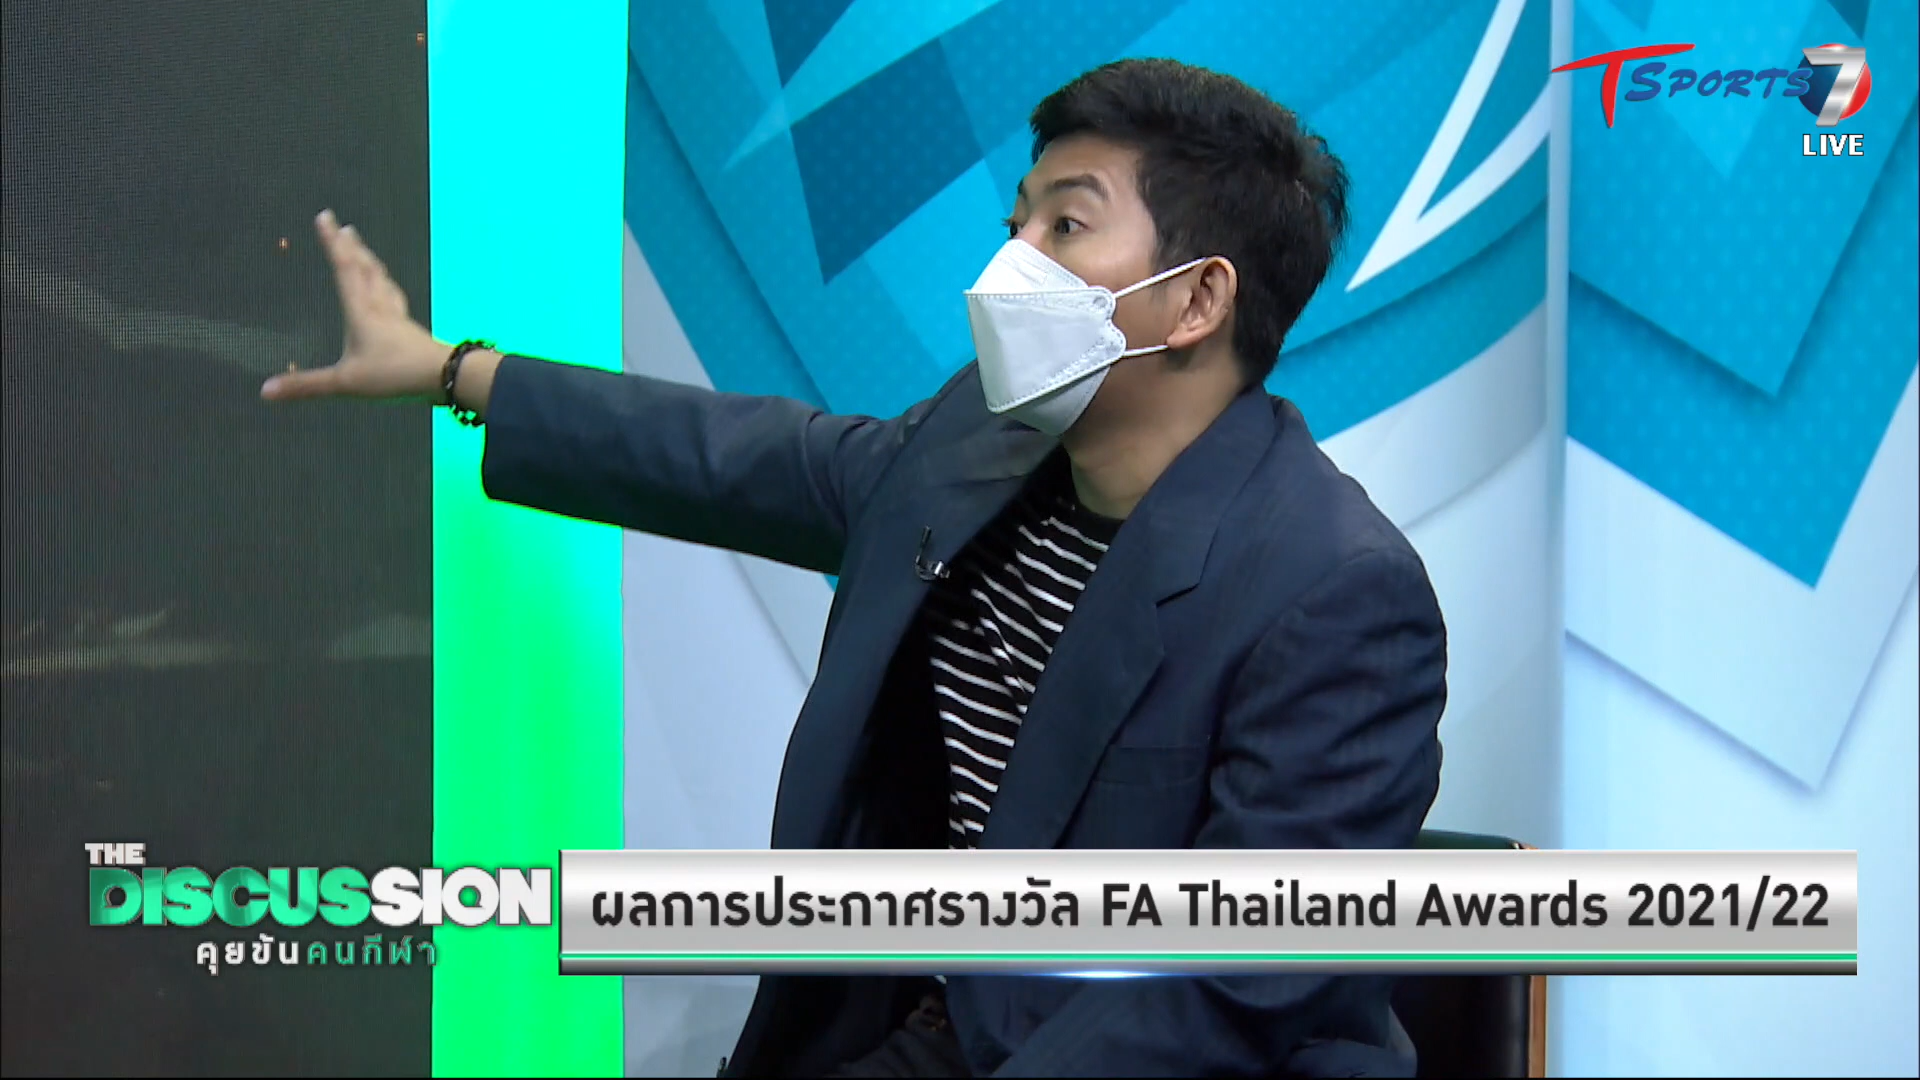 T SPORTS 7
LIVE
THE
DISCUSSION
คุยขั้นคนกีฬา
ผลการประกาศรางวัล FA Thailand Awards 2021/22